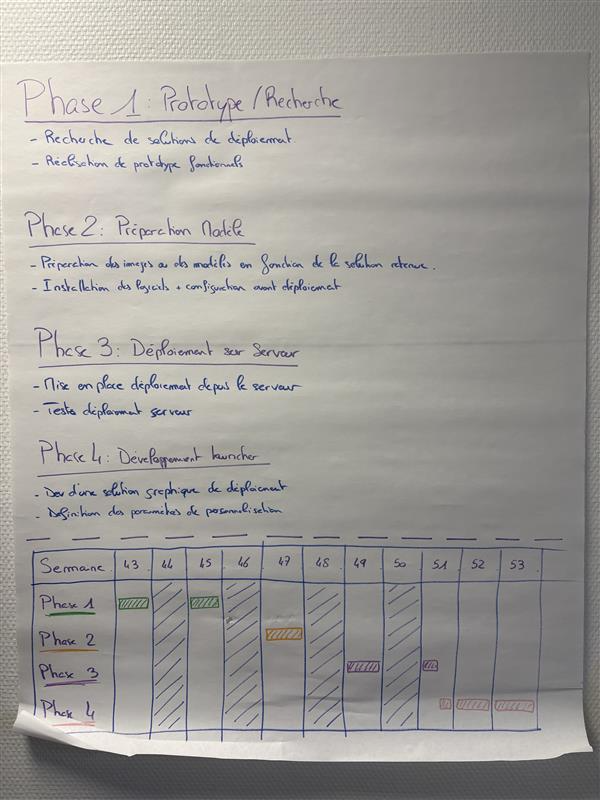 Phase 1 : Prototype / Recherche
- Recherche de solutions de déploiement.
- Réalisation de prototype fonctionnels
Phase 2 : Préparation Modèle
- Préparation des images ou des modèles en fonction de la solution retenue.
- Installation des logiciels + configuration avant déploiement
Phase 3 : Déploiement sur Serveur
- Mise en place déploiement depuis le serveur
- Tests déploiement serveur
Phase 4 : Développement launcher
- Dev d'une solution graphique de déploiement
- Définition des paramètres de personnalisation
Semaine 43 44 45 46 47 48 49 50 51 52 53
Phase 1
Phase 2
Phase 3
Phase 4